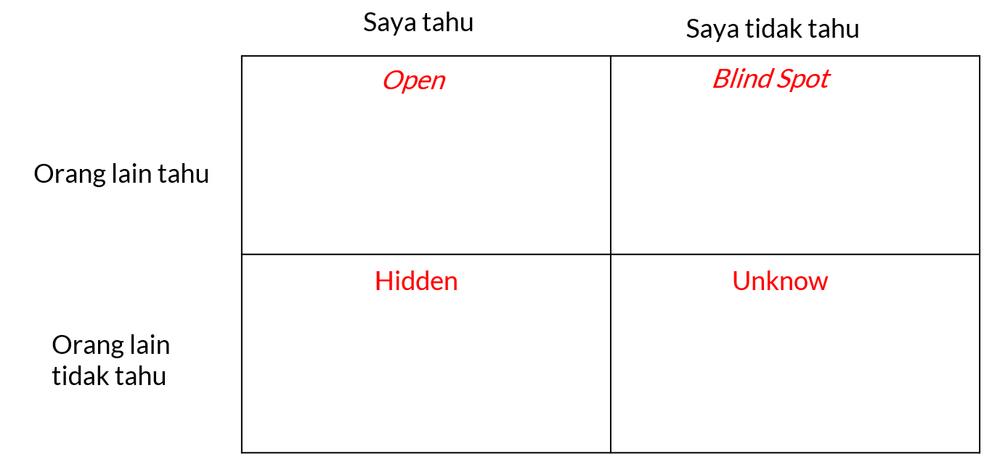 Saya tahu
Saya tidak tahu
Open
Blind Spot
Orang lain tahu
Hidden
Unknow
Orang lain
tidak tahu